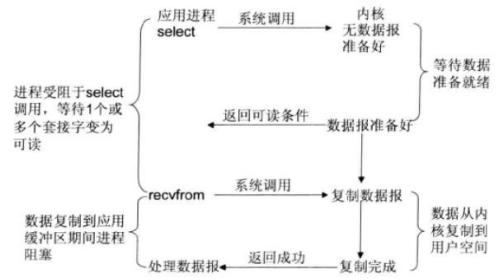 应用进程
select
系统调用
内核
无数据报
准备好
等待数据
准备就绪
进程受阻于select
调用，等待1个或
多个套接字变为
可读
返回可读条件
数据报准备好
recvfrom
系统调用
复制数据报
数据复制到应用
缓冲区期间进程
阻塞
数据从内
核复制到
用户空间
处理数据报
返回成功
复制完成